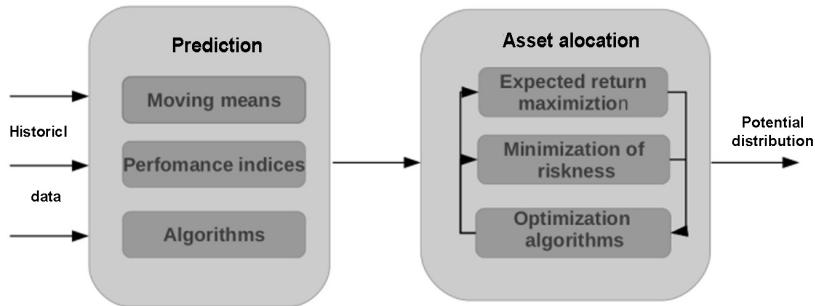 Prediction
Moving means
Perfomance indices
Algorithms
Historicl
data
Asset alocation
Expected return
maximiztion
Minimization of
riskness
Optimization
algorithms
Potential
distribution